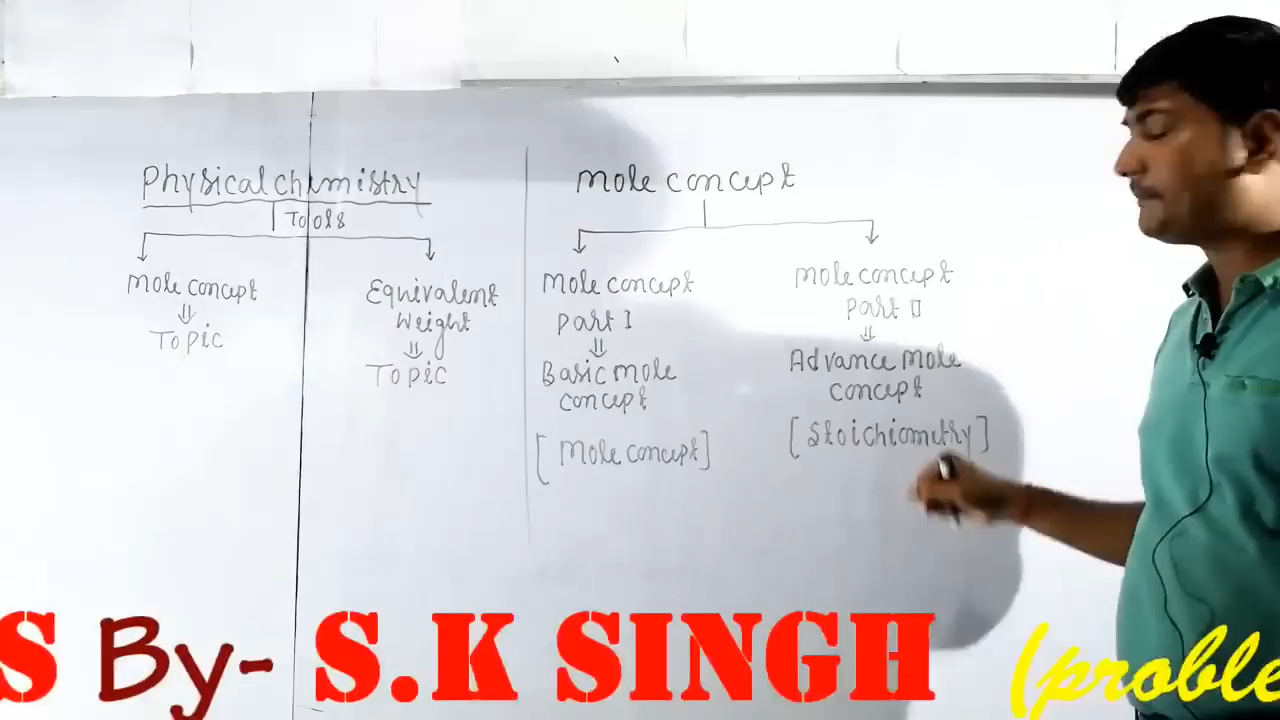 Physical chemistry
Tools
Mole concept
Topic
Equivalent
Weight
Topic
Mole concept
Mole concept
part I
Basic mole
concept
[Mole concept]
Mole concept
part II
Advance mole
concept
[Stoichiometry]
S By- S.K SINGH (proble